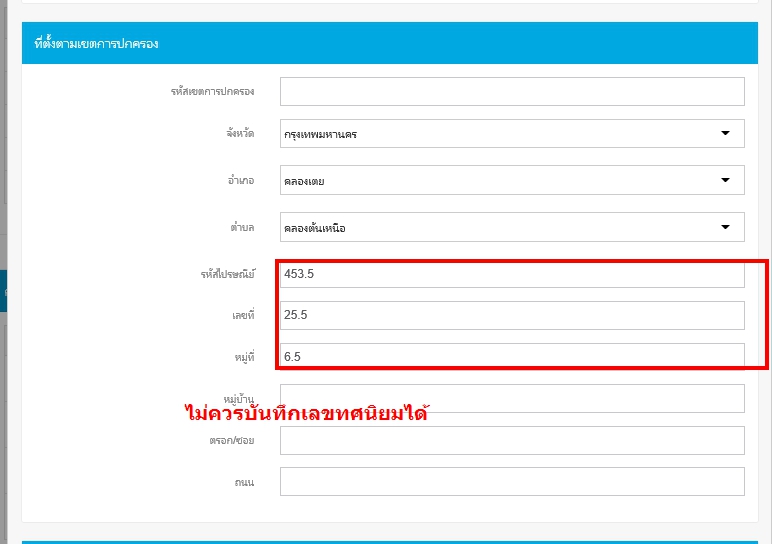 ที่ตั้งตามเขตการปกครอง
รหัสเขตการปกครอง
จังหวัด กรุงเทพมหานคร
อำเภอ คลองเตย
ตำบล คลองตันเหนือ
รหัสไปรษณีย์ 453.5
เลขที่ 25.5
หมู่ที่ 6.5
หมู่บ้าน
ไม่ควรบันทึกเลขทศนิยมได้
ตรอก/ซอย
ถนน